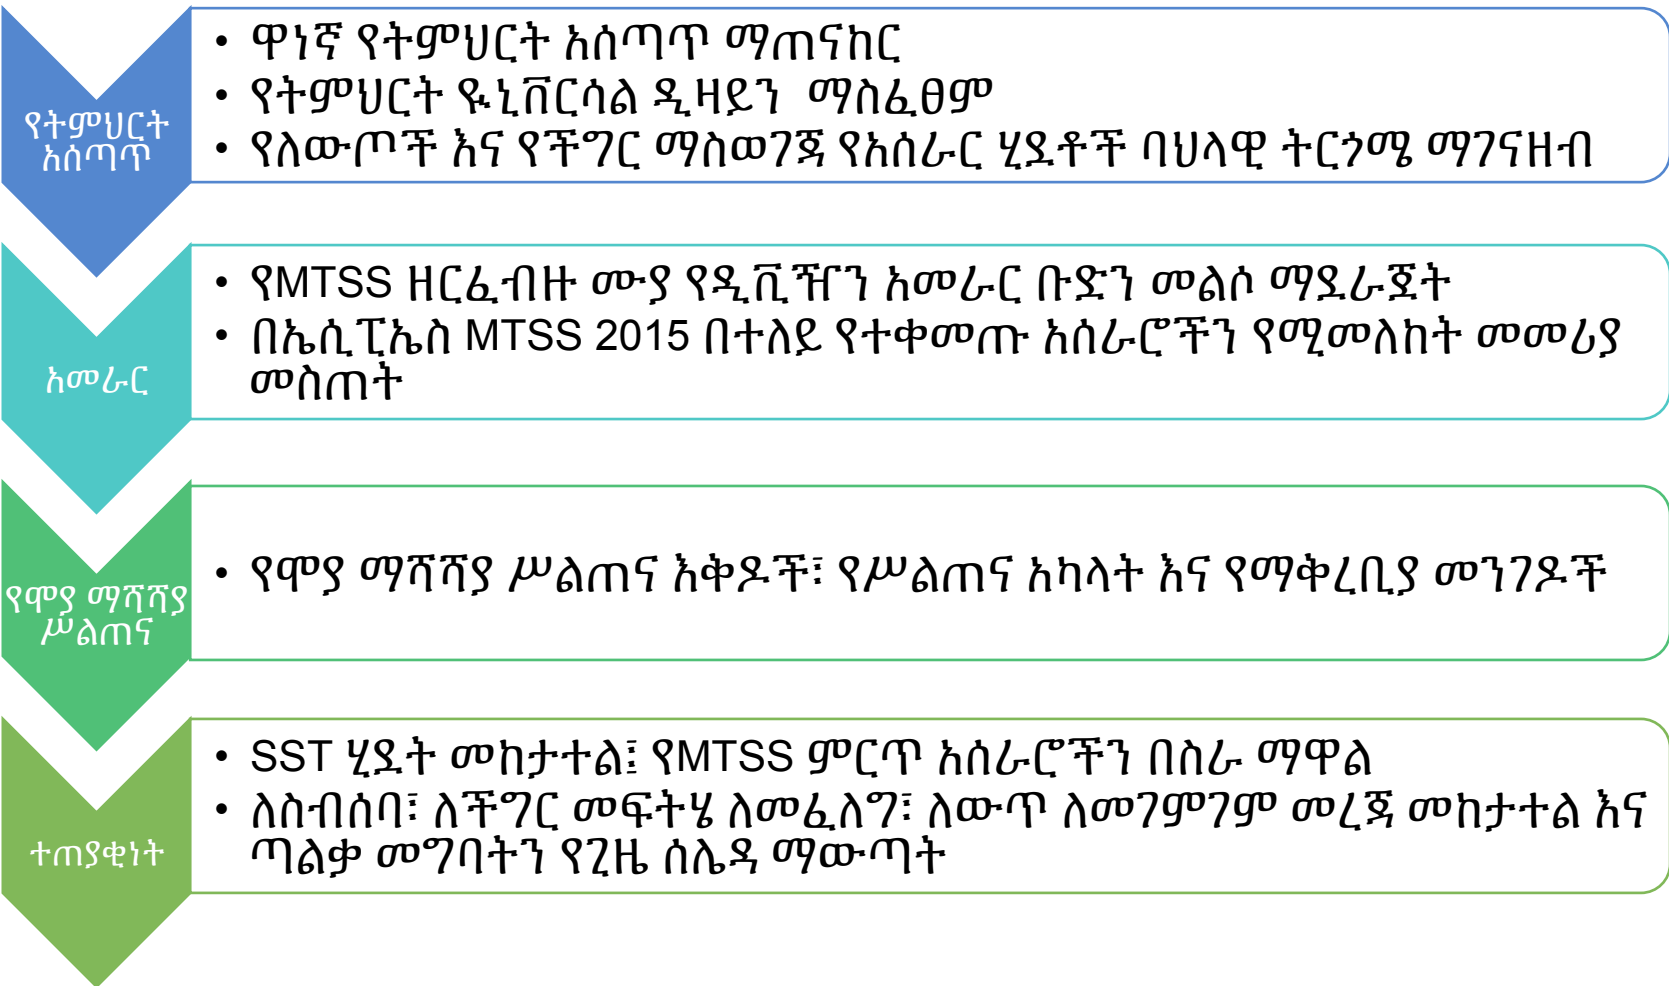 የትምህርት
አሰጣጥ
• ዋነኛ የትምህርት አሰጣጥ ማጠናከር
• የትምህርት ዪኒቨርሳል ዲዛይን ማስፈፀም
• የለውጦች እና የችግር ማስወገጃ የአሰራር ሂደቶች ባህላዊ ትርጎሜ ማገናዘብ
አመራር
• የMTSS ዘርፈብዙ ሙያ የዲቪዥን አመራር ቡድን መልሶ ማደራጀት
• በኤሲፒኤስ MTSS 2015 በተለይ የተቀመጡ አሰራሮችን የሚመለከት መመሪያ
መስጠት
የሞያ ማሻሻያ
ሥልጠና
• የሞያ ማሻሻያ ሥልጠና እቅዶች፣ የሥልጠና አካላት እና የማቅረቢያ መንገዶች
ተጠያቂነት
• SST ሂደት መከታተል፤ የMTSS ምርጥ አሰራሮችን በስራ ማዋል
• ለስብሰባ፣ ለችግር መፍትሄ ለመፈለግ፣ ለውጥ ለመገምገም መረጃ መከታተል እና
ጣልቃ መግባትን የጊዜ ሰሌዳ ማውጣት